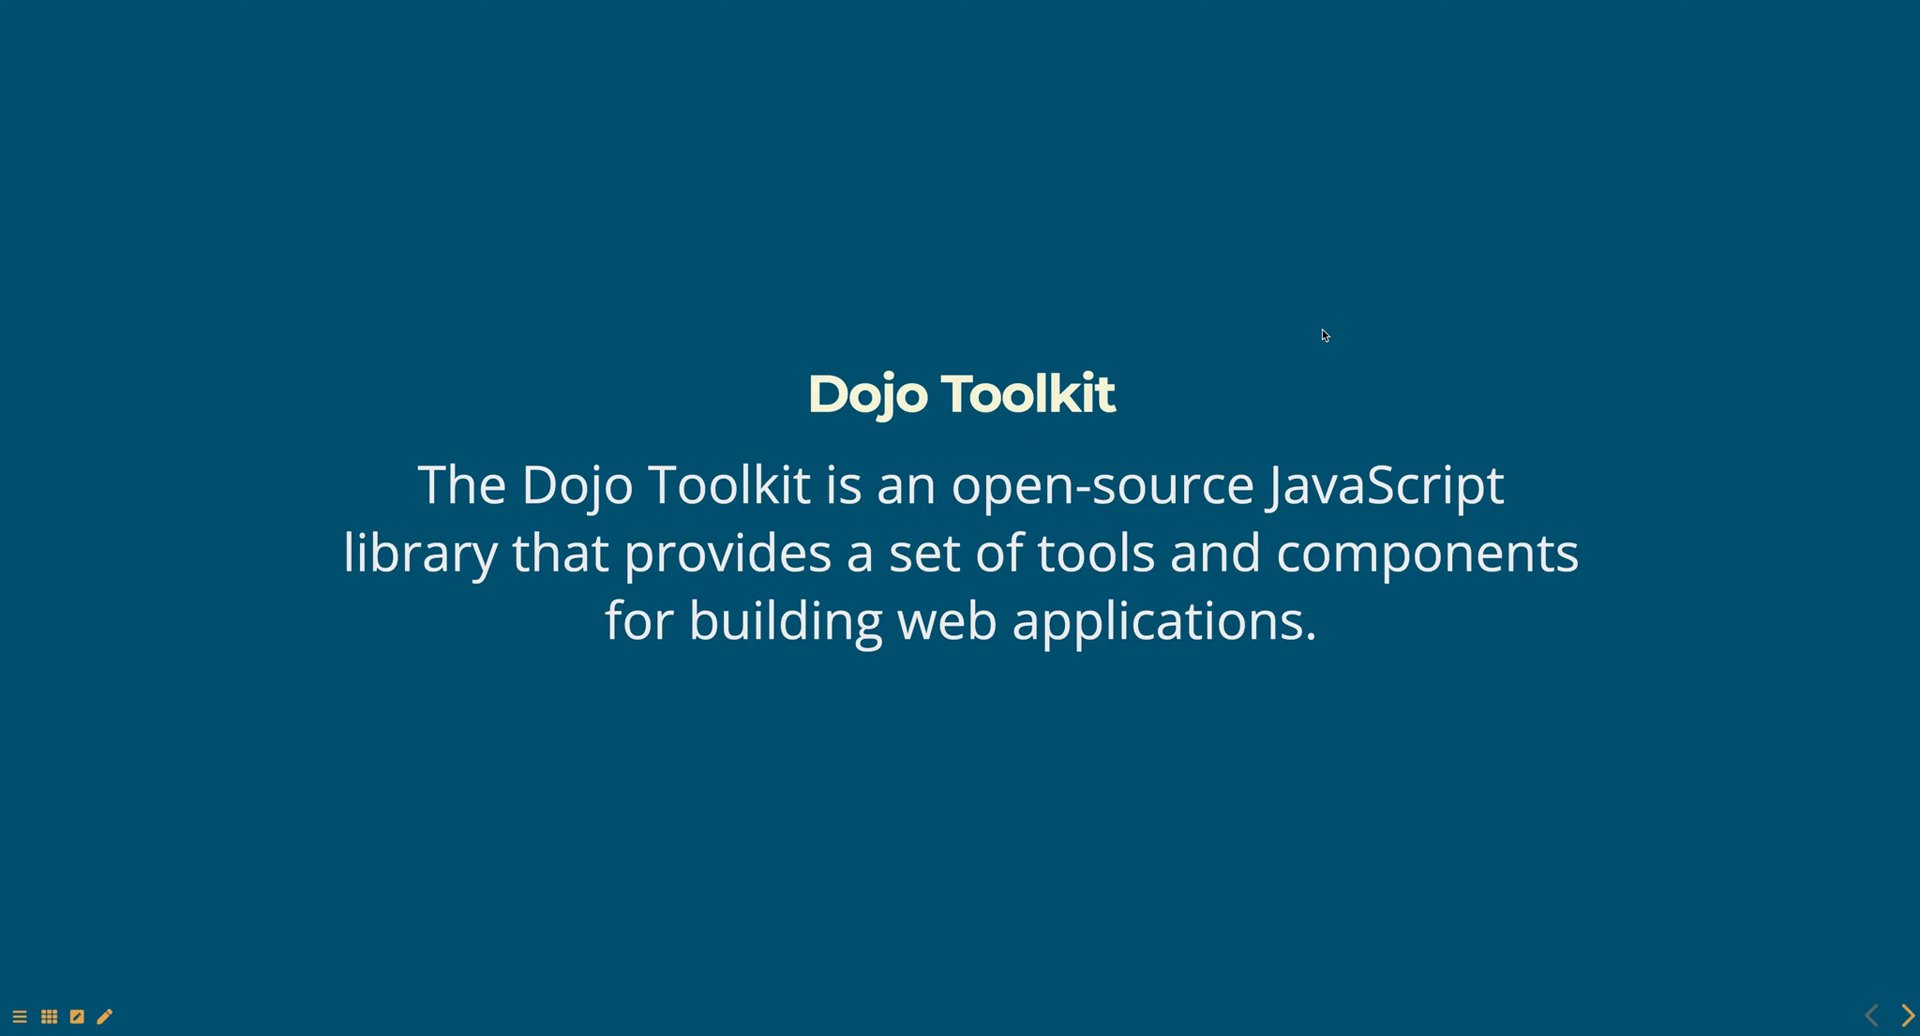 Dojo Toolkit
The Dojo Toolkit is an open-source JavaScript
library that provides a set of tools and components
for building web applications.